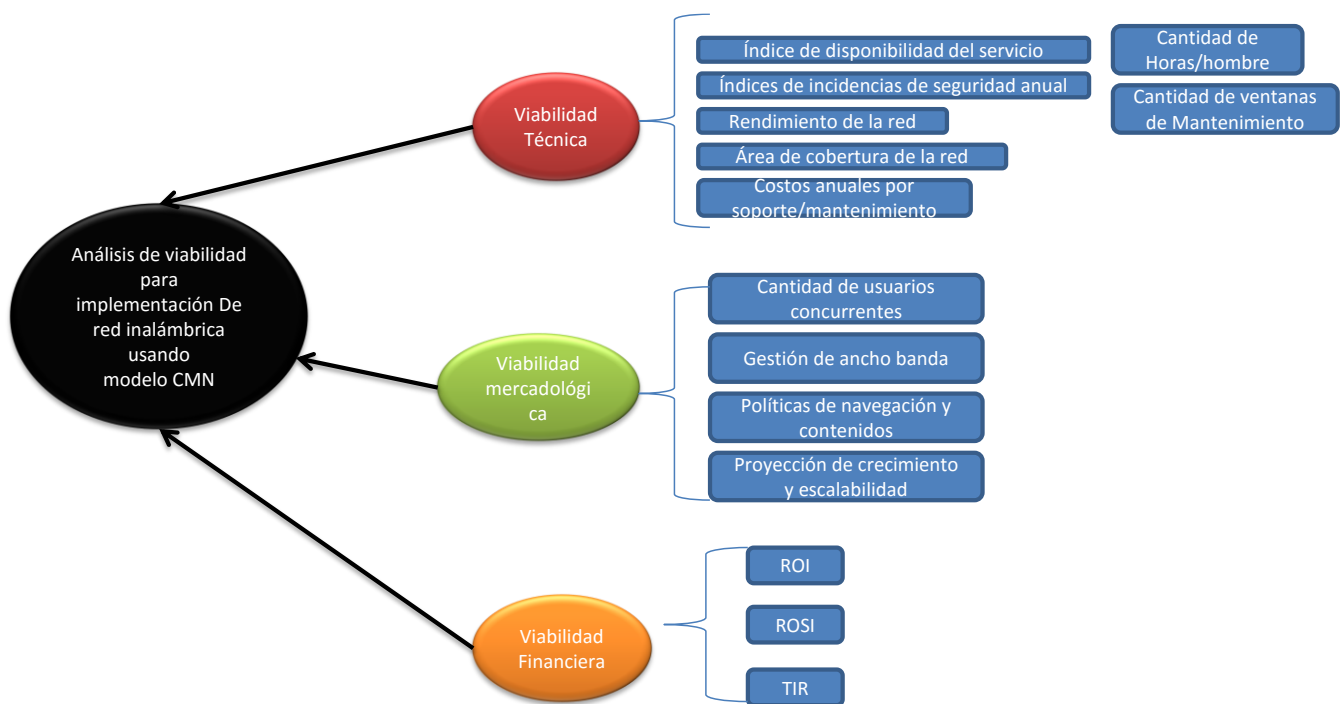 Viabilidad
Técnica
Índice de disponibilidad del servicio
Índices de incidencias de seguridad anual
Rendimiento de la red
Área de cobertura de la red
Costos anuales por
soporte/mantenimiento
Cantidad de
Horas/hombre
Cantidad de ventanas
de Mantenimiento
Análisis de viabilidad
para
implementación De
red inalámbrica
usando
modelo CMN
Viabilidad
mercadológi
ca
Cantidad de usuarios
concurrentes
Gestión de ancho banda
Políticas de navegación y
contenidos
Proyección de crecimiento
y escalabilidad
Viabilidad
Financiera
ROI
ROSI
TIR